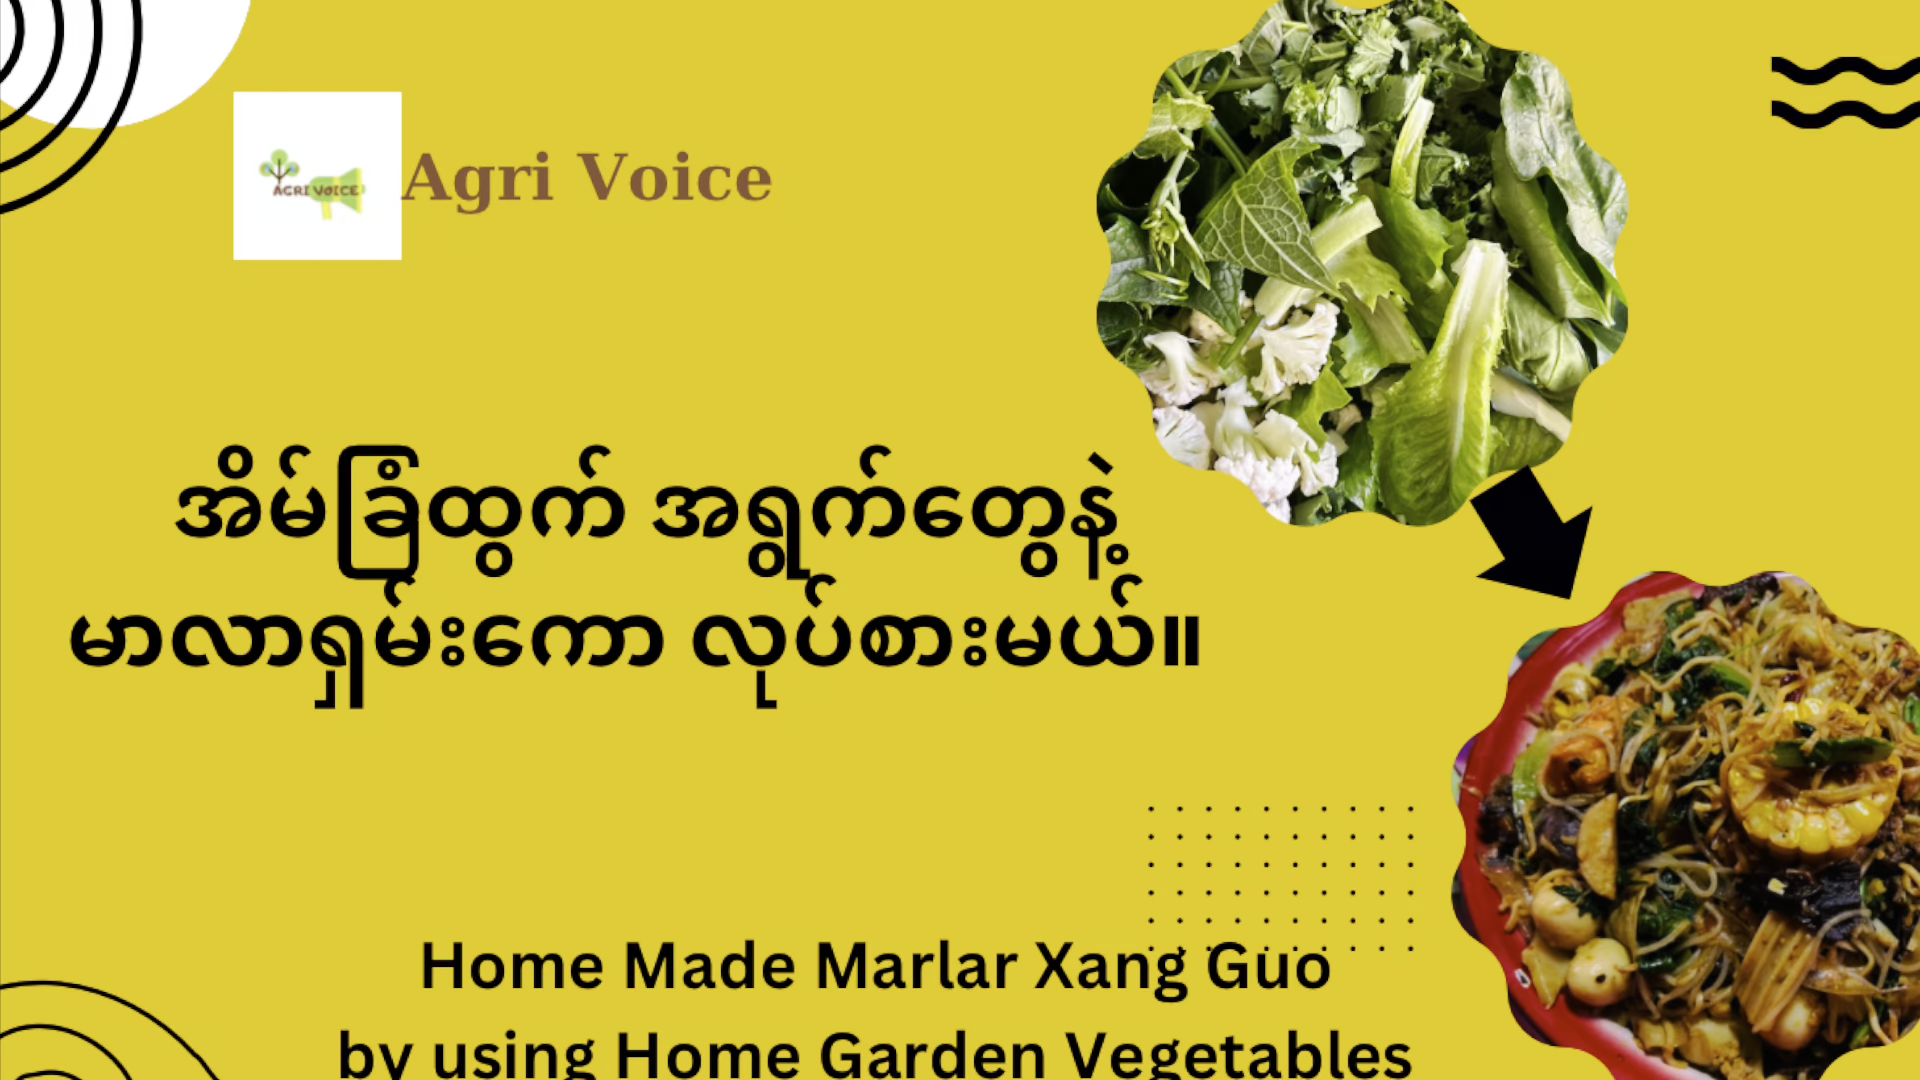 AGRI VOICE
Agri Voice
အိမ်ခြံထွက် အရွက်တွေနဲ့
မာလာရှမ်းကော လုပ်စားမယ်။
Home Made Marlar Xang Guo
by using Home Garden Vegetables